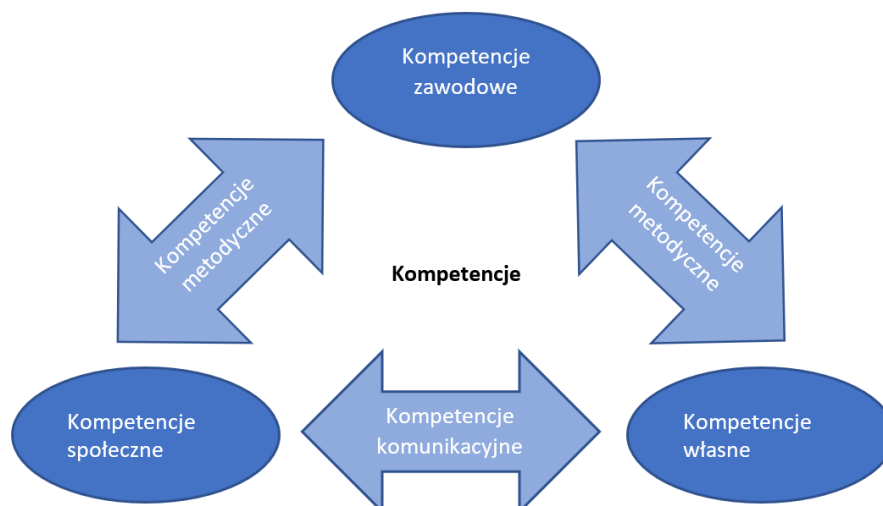 Kompetencje
zawodowe
Kompetencje
metodyczne
Kompetencje
metodyczne
Kompetencje
Kompetencje
społeczne
Kompetencje
komunikacyjne
Kompetencje
własne